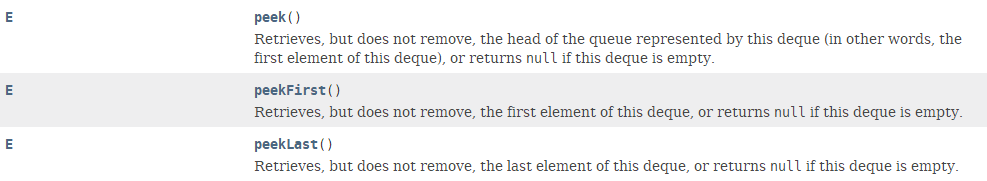 E peek()
Retrieves, but does not remove, the head of the queue represented by this deque (in other words, the
first element of this deque), or returns null if this deque is empty.
E peekFirst()
Retrieves, but does not remove, the first element of this deque, or returns null if this deque is empty.
E peekLast()
Retrieves, but does not remove, the last element of this deque, or returns null if this deque is empty.